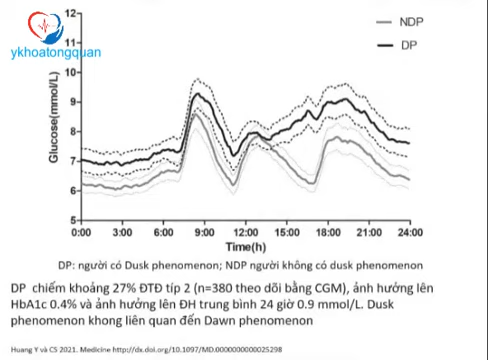 12
11
10
9
8
7
6
5
Glucose(mmol/L)
ykhoatongquan
NDP
DP
0:00 3:00 6:00 9:00 12:00 15:00 18:00 21:00 24:00
Time(h)
DP: người có Dusk phenomenon; NDP người không có dusk phenomenon
DP chiếm khoảng 27% ĐTĐ típ 2 (n=380 theo dõi bằng CGM), ảnh hưởng lên
HbA1c 0.4% và ảnh hưởng lên ĐH trung bình 24 giờ 0.9 mmol/L. Dusk
phenomenon khong liên quan đến Dawn phenomenon
Huang Y và CS 2021. Medicine http://dx.doi.org/10.1097/MD.0000000000025298